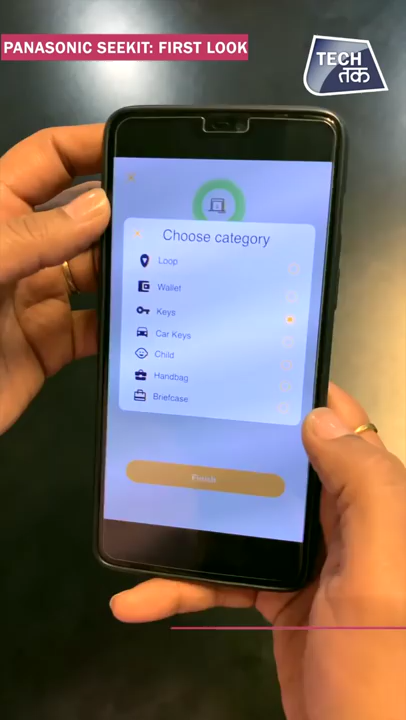 PANASONIC SEEKIT: FIRST LOOK
TECH
तक
Choose category
Loop
Wallet
Keys
Car Keys
Child
Handbag
Briefcase
Finish